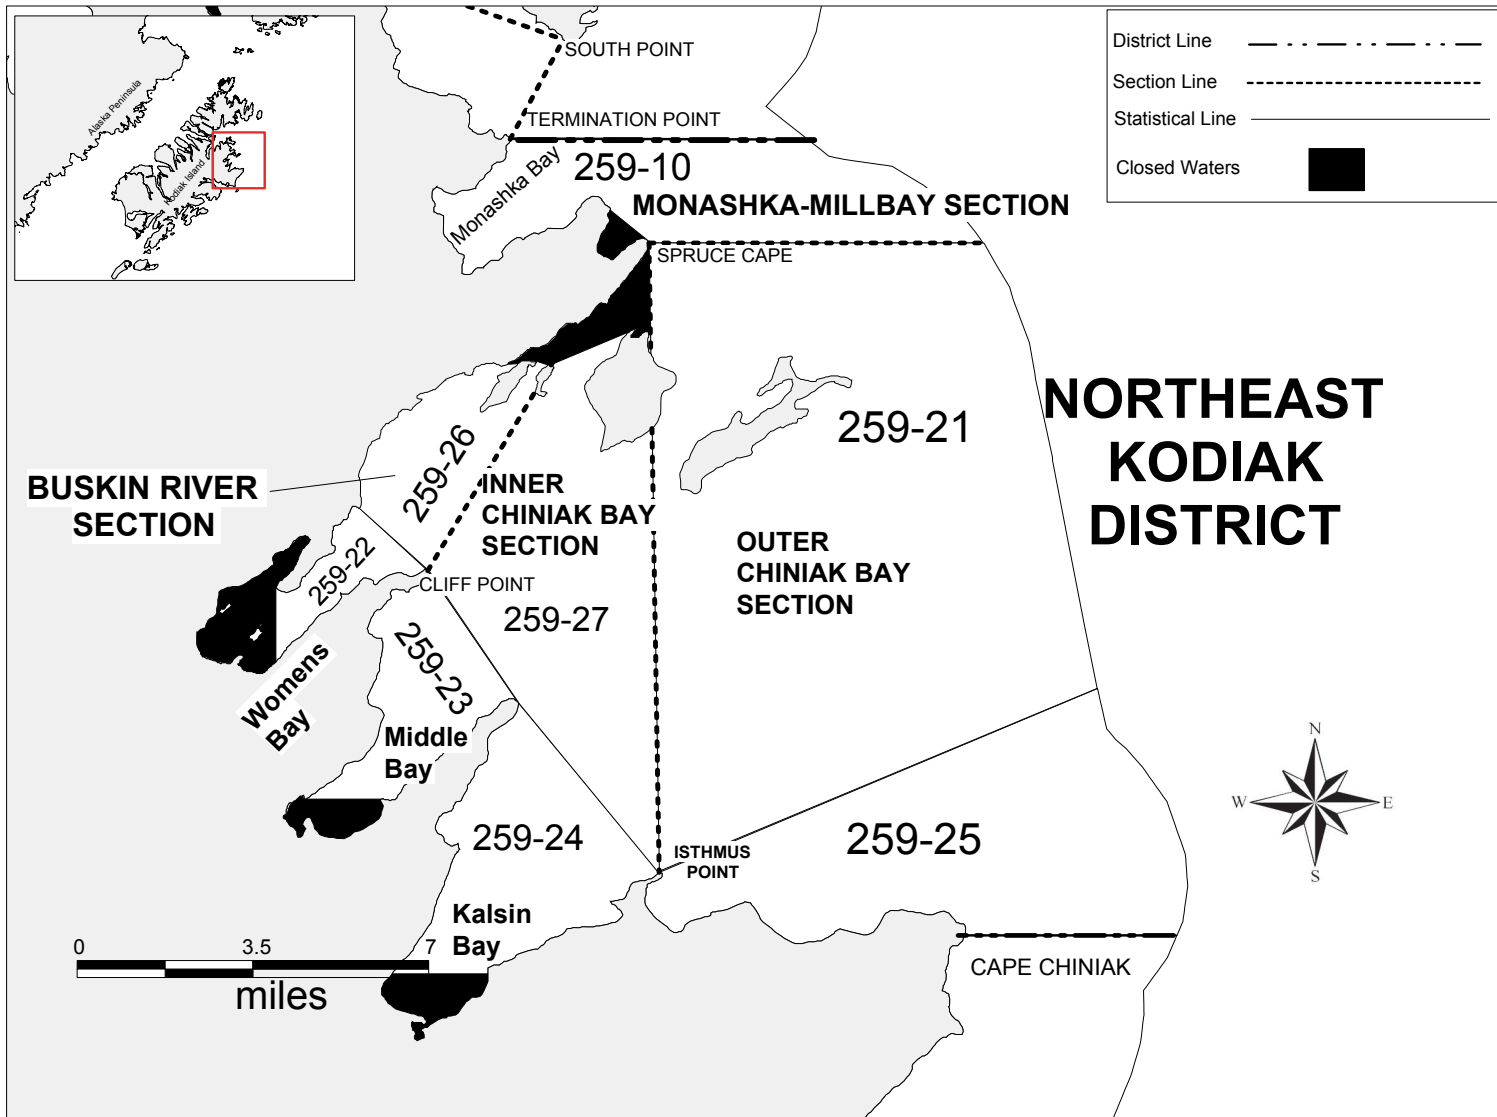 Alaska Peninsula
Kodiak Island
SOUTH POINT
TERMINATION POINT
Monashka Bay
259-10
MONASHKA-MILLBAY SECTION
SPRUCE CAPE
District Line
Section Line
Statistical Line
Closed Waters
NORTHEAST
KODIAK
DISTRICT
259-21
259-26
BUSKIN RIVER
SECTION
INNER
CHINIAK BAY
SECTION
OUTER
CHINIAK BAY
SECTION
259-22
CLIFF POINT
259-27
259-23
Womens
Bay
Middle
Bay
259-24
ISTHMUS
POINT
259-25
Kalsin
Bay
CAPE CHINIAK
0 3.5 7
miles
N
W E
S